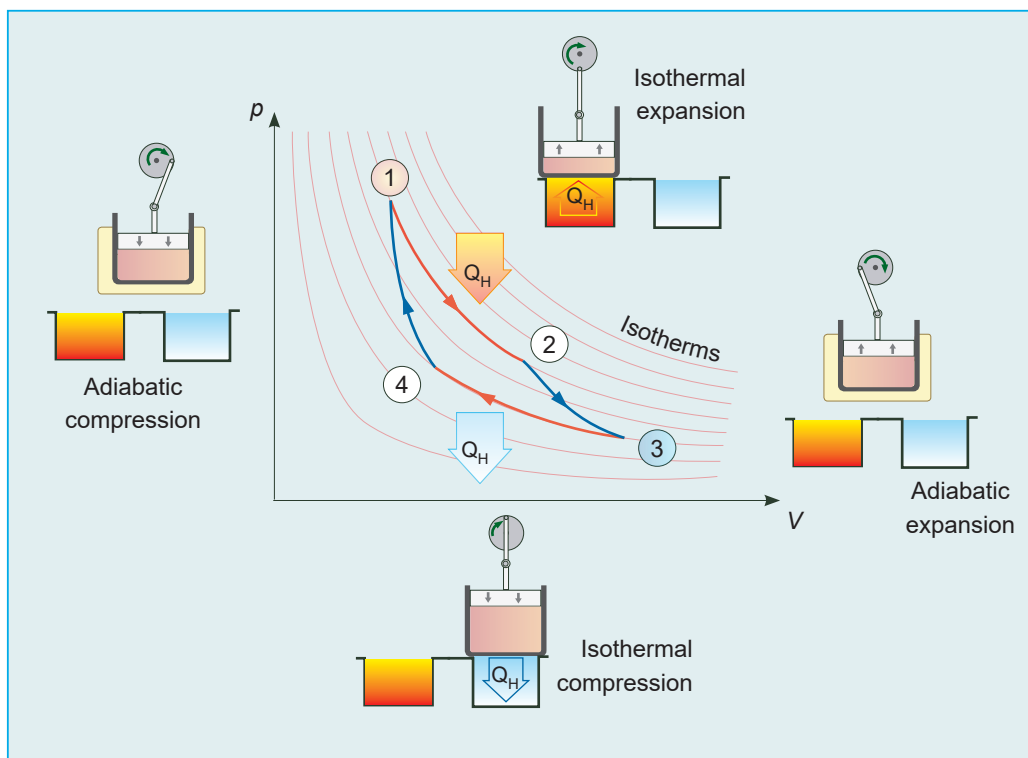 Isothermal
expansion
p
1
Q_H
Q_H
Isotherms
2
Adiabatic
compression
4
Q_H
3
Adiabatic
expansion
V
Isothermal
compression
Q_H